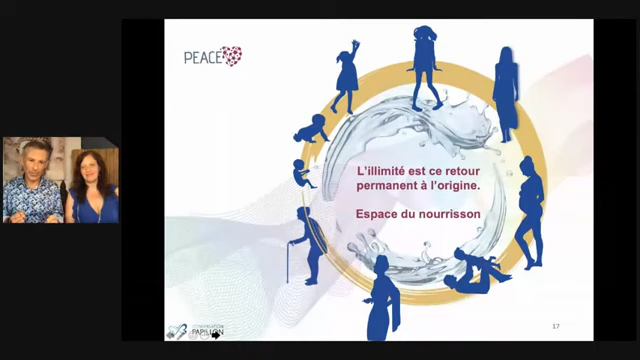 PEACE
L'illimité est ce retour
permanent à l'origine.
Espace du nourrisson
PAPILLON
17